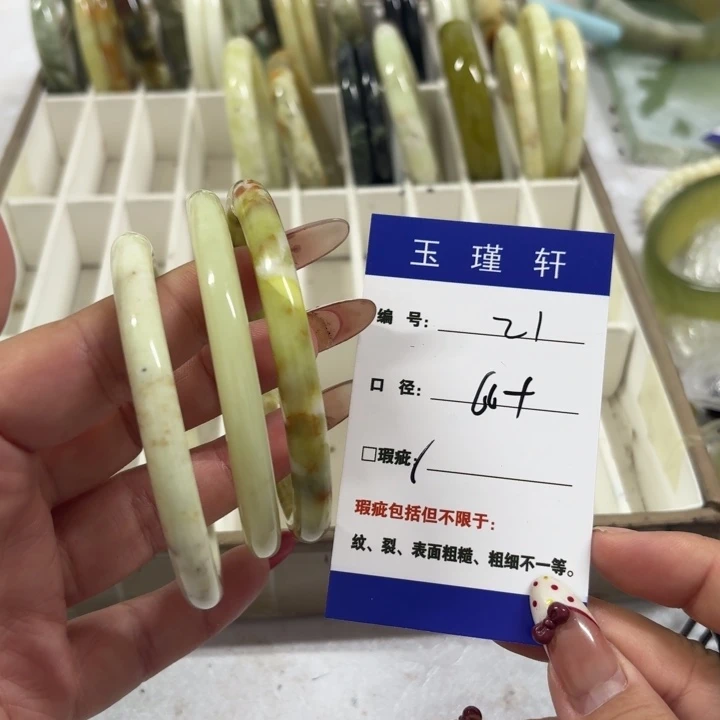 玉瑾轩
编号: 21
口径: 64+
□瑕疵: /
瑕疵包括但不限于:
纹、裂、表面粗糙、粗细不一等。